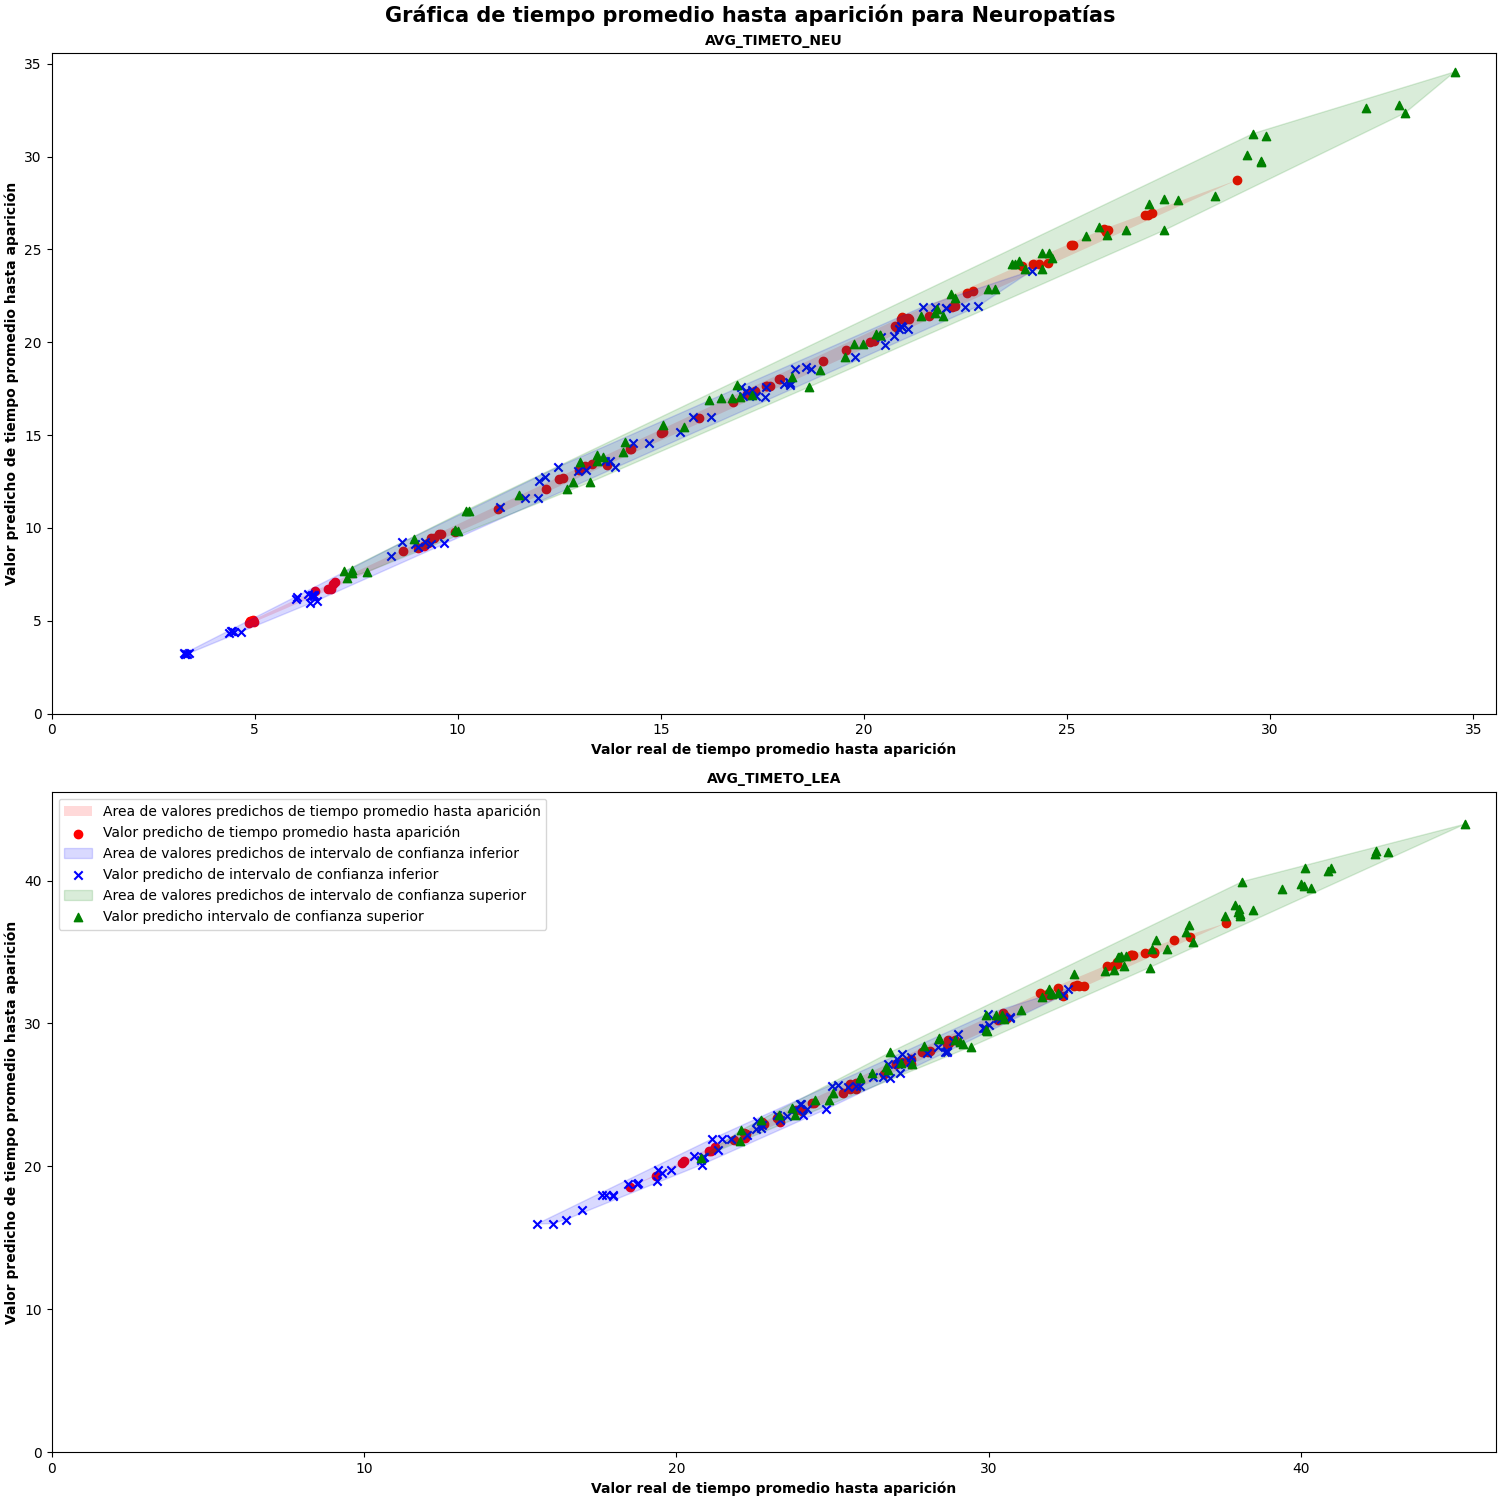 Gráfica de tiempo promedio hasta aparición para Neuropatías
AVG_TIMETO_NEU
35
30
25
20
15
10
5
0
Valor predicho de tiempo promedio hasta aparición
0 5 10 15 20 25 30 35
Valor real de tiempo promedio hasta aparición
AVG_TIMETO_LEA
Area de valores predichos de tiempo promedio hasta aparición
Valor predicho de tiempo promedio hasta aparición
Area de valores predichos de intervalo de confianza inferior
Valor predicho de intervalo de confianza inferior
Area de valores predichos de intervalo de confianza superior
Valor predicho intervalo de confianza superior
40
30
20
10
0
Valor predicho de tiempo promedio hasta aparición
0 10 20 30 40
Valor real de tiempo promedio hasta aparición